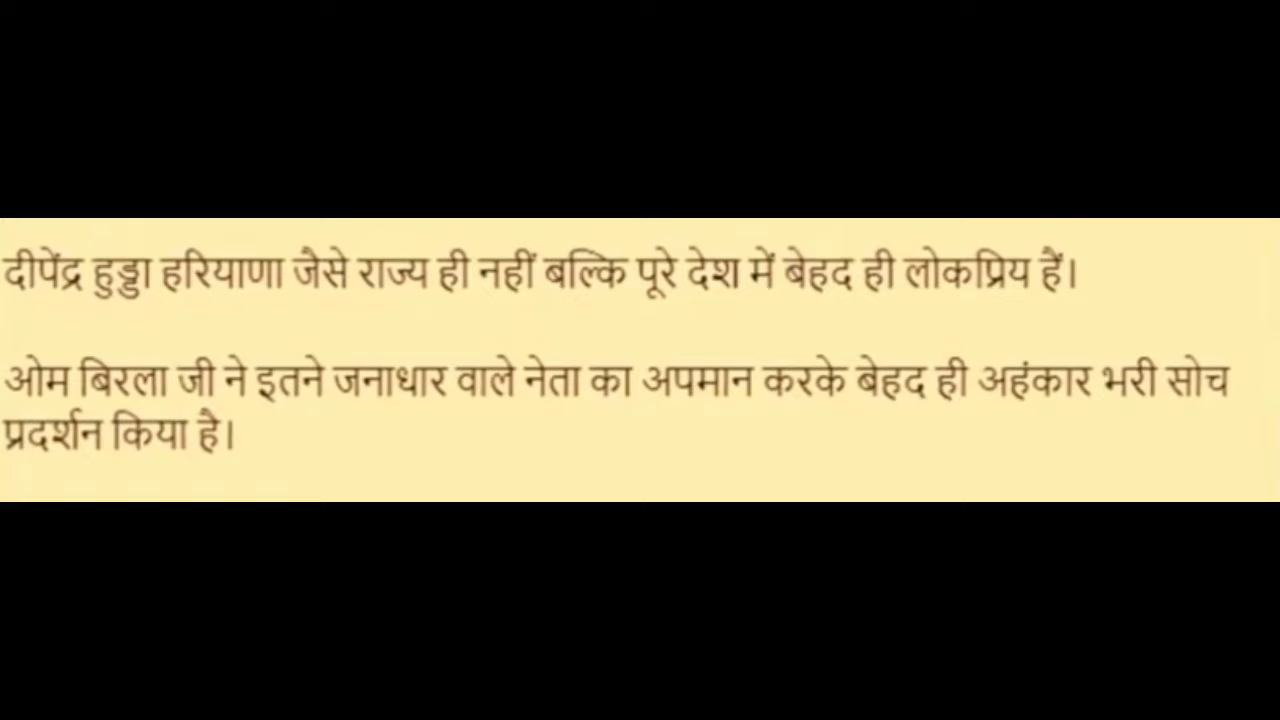 दीपेंद्र हुड्डा हरियाणा जैसे राज्य ही नहीं बल्कि पूरे देश में बेहद ही लोकप्रिय हैं।
ओम बिरला जी ने इतने जनाधार वाले नेता का अपमान करके बेहद ही अहंकार भरी सोच
प्रदर्शन किया है।